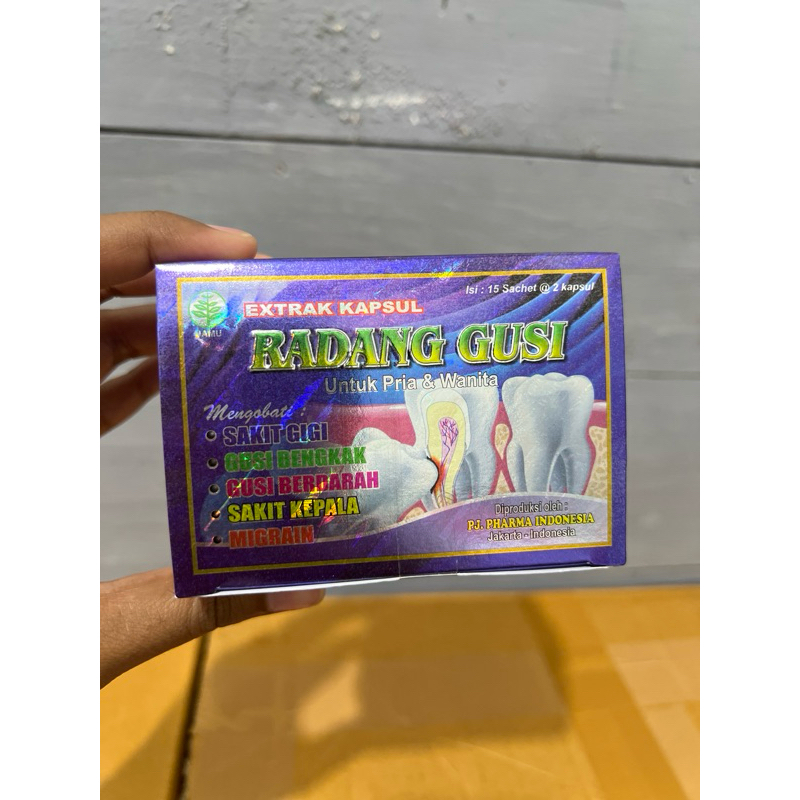 Isi : 15 Sachet @ 2 kapsul
JAMU
EXTRAK KAPSUL
RADANG GUSI
Untuk Pria & Wanita
Mengobati :
• SAKIT GIGI
• GUSI BENGKAK
• GUSI BERDARAH
• SAKIT KEPALA
• MIGRAIN
Diproduksi oleh :
PJ. PHARMA INDONESIA
Jakarta - Indonesia